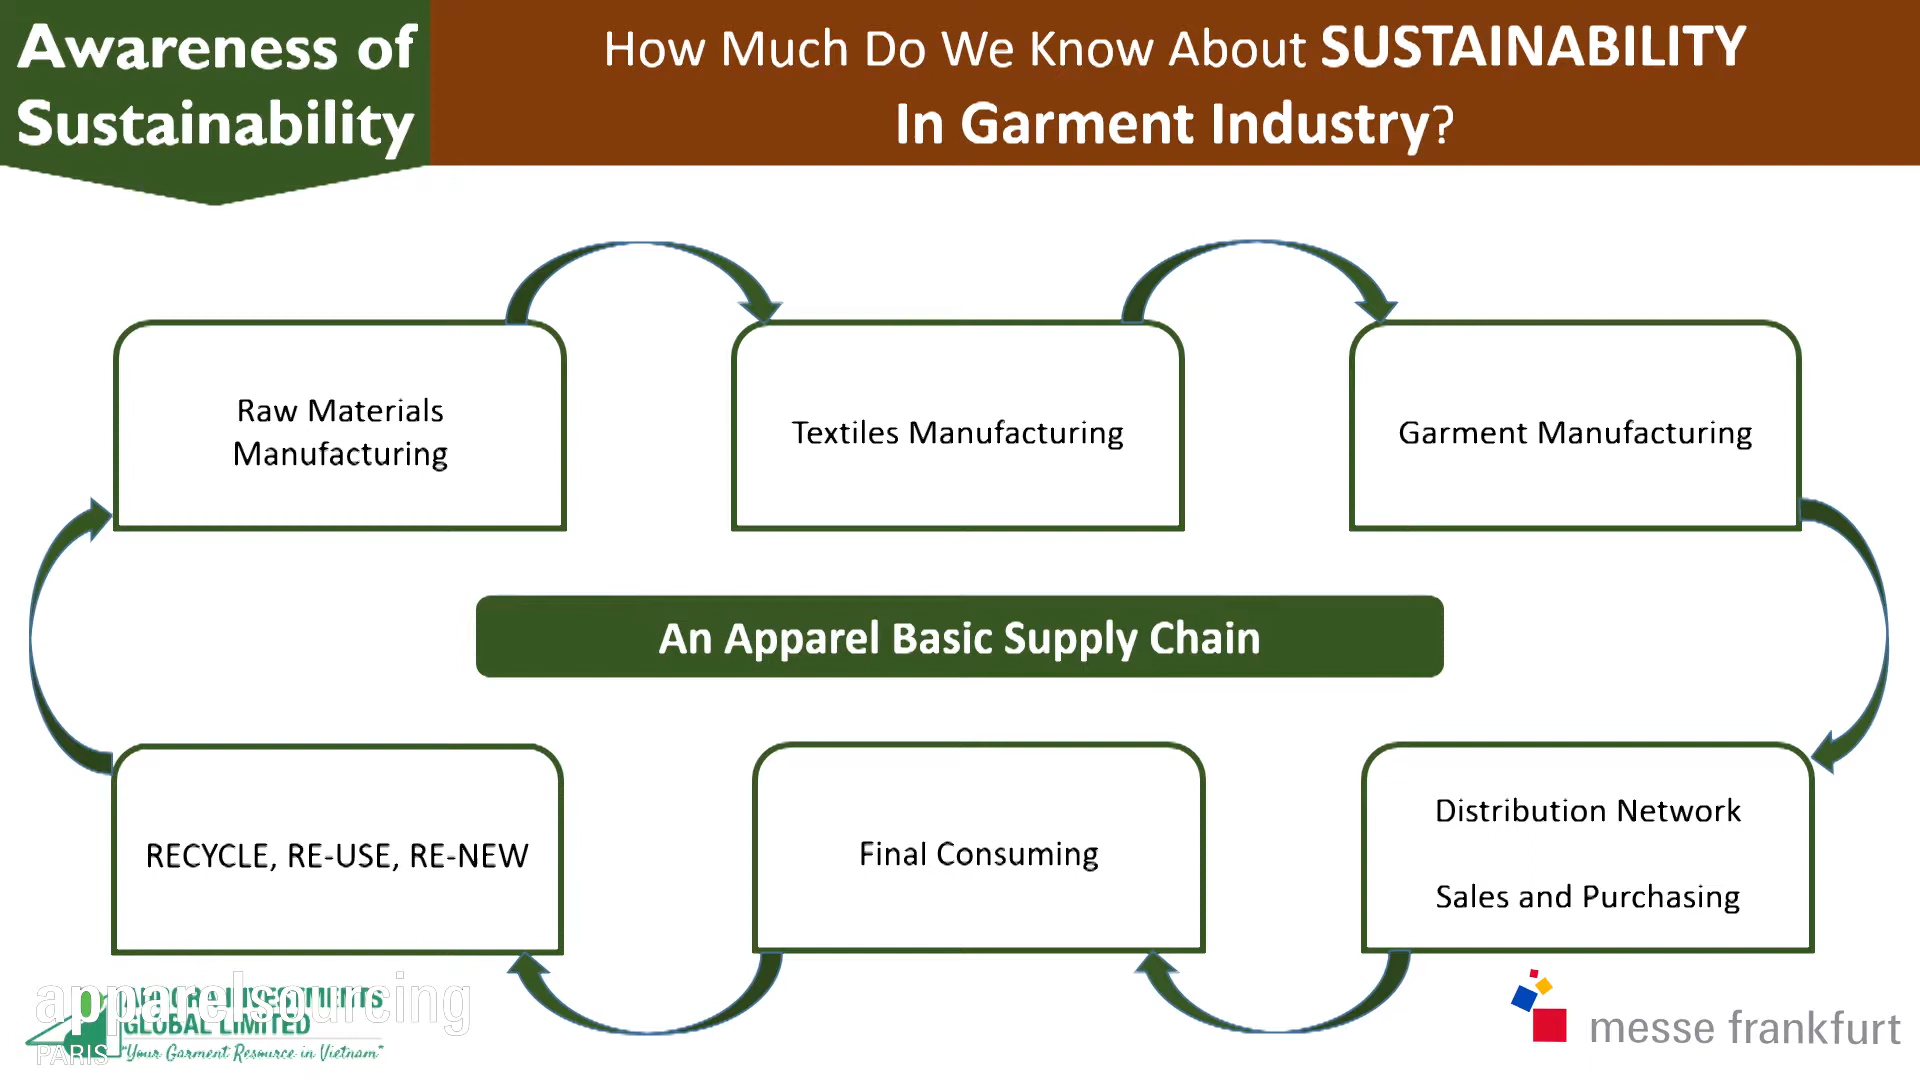 Awareness of
Sustainability
How Much Do We Know About SUSTAINABILITY
In Garment Industry?
Raw Materials
Manufacturing
Textiles Manufacturing
Garment Manufacturing
An Apparel Basic Supply Chain
RECYCLE, RE-USE, RE-NEW
Final Consuming
Distribution Network
Sales and Purchasing
apparelsourcing
PARIS
GLOBAL LIMITED
"Your Garment Resource in Vietnam"
messe frankfurt